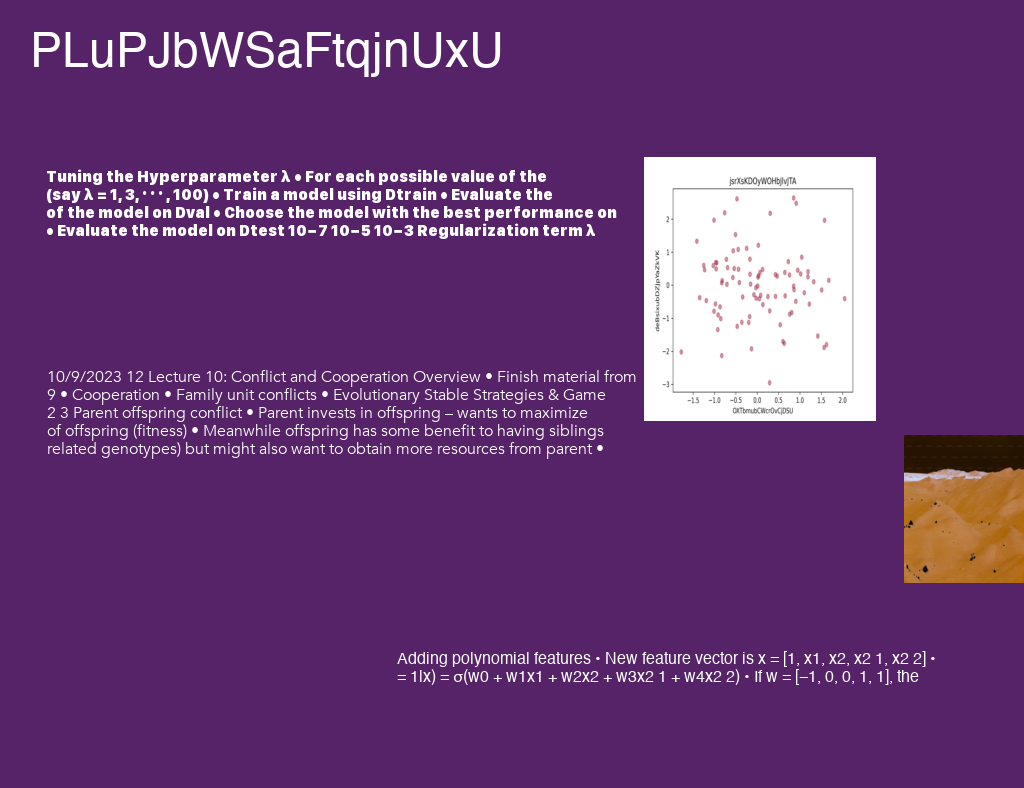 PLuPJbWSaFtqjnUxU
Tuning the Hyperparameter λ • For each possible value of the
(say λ = 1, 3, · · · , 100) • Train a model using Dtrain • Evaluate the
of the model on Dval • Choose the model with the best performance on
• Evaluate the model on Dtest 10−7 10−5 10−3 Regularization term λ
jsrXsKDOyWOHbJIvJTA
2
1
0
−1
−2
−3
−1.5 −1.0 −0.5 0.0 0.5 1.0 1.5 2.0
10/9/2023 12 Lecture 10: Conflict and Cooperation Overview • Finish material from
9 • Cooperation • Family unit conflicts • Evolutionary Stable Strategies & Game
2 3 Parent offspring conflict • Parent invests in offspring – wants to maximize
of offspring (fitness) • Meanwhile offspring has some benefit to having siblings
related genotypes) but might also want to obtain more resources from parent •
Adding polynomial features • New feature vector is x = [1, x1, x2, x2 1, x2 2] •
= 1|x) = σ(w0 + w1x1 + w2x2 + w3x2 1 + w4x2 2) • If w = [−1, 0, 0, 1, 1], the